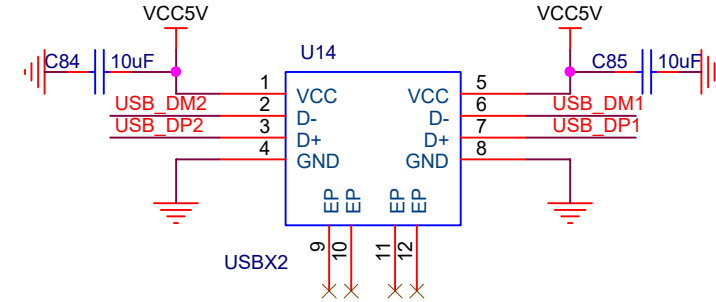 VCC5V VCC5V
C84 10uF U14 C85 10uF
1 VCC VCC 5
USB_DM2 2 D- D- 6 USB_DM1
USB_DP2 3 D+ D+ 7 USB_DP1
4 GND GND 8
EP EP EP EP
9 10 11 12
USBX2